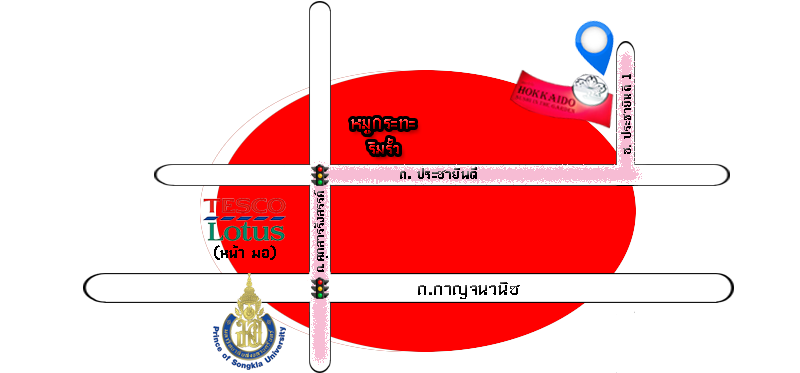 HOKKAIDO
ซ. ประชายินดี 1
หมูกระทะ
ริมรั้ว
ถ. ประชายินดี
TESCO
Lotus
(หน้า มอ)
ถ.ศุภสารรังสรรค์
ถ.กาญจนวนิช
Prince of Songkla University